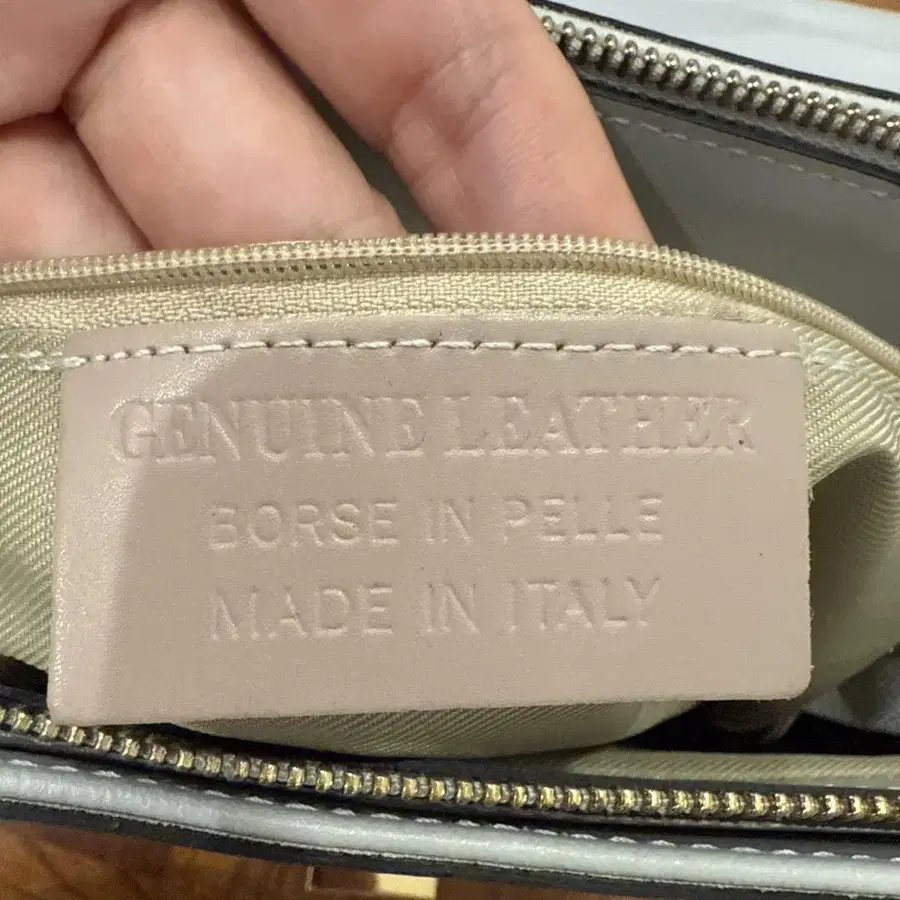 GENUINE LEATHER
BORSE IN PELLE
MADE IN ITALY